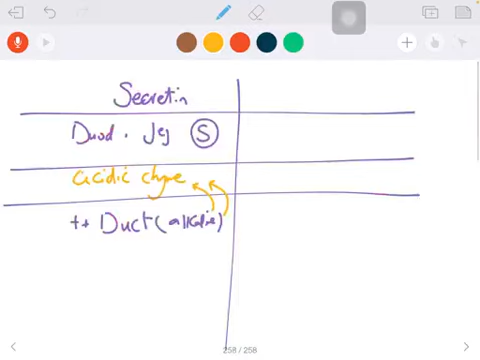 Secretin
Duod. Jej S
acidic chyme
++ Duct (alkaline)
258 / 258